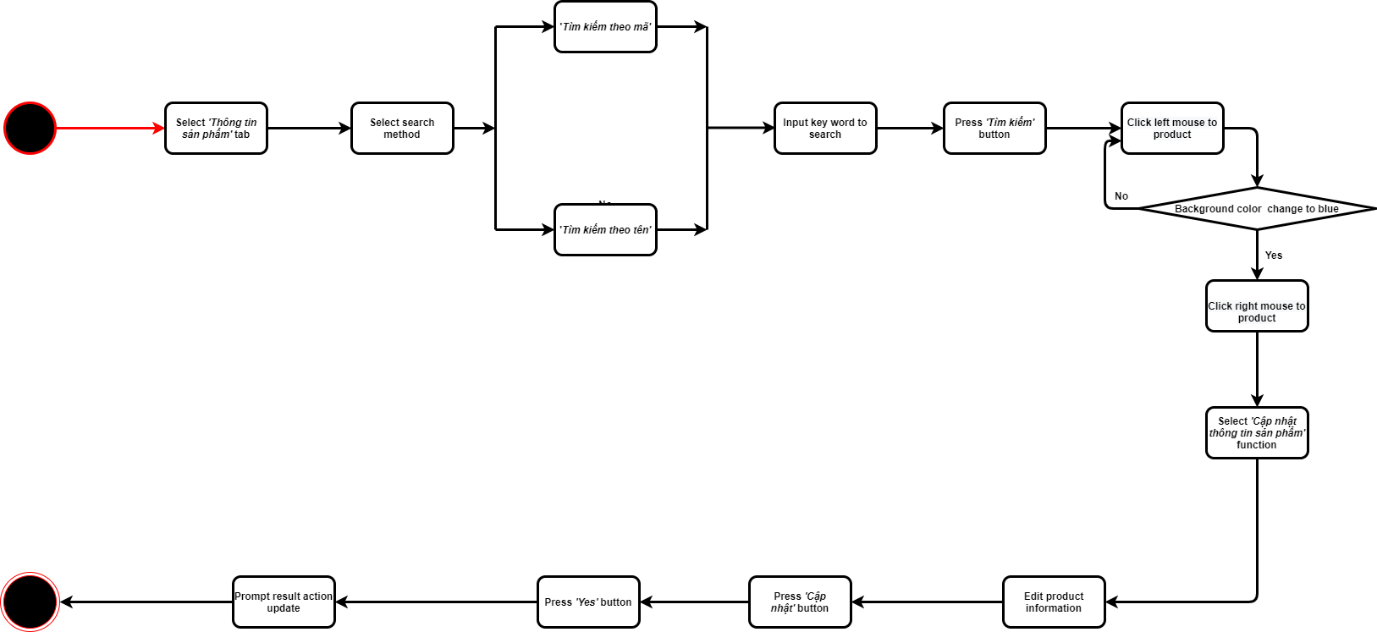 'Tìm kiếm theo mã'
Select 'Thông tin
sản phẩm' tab
Select search
method
Input key word to
search
Press 'Tìm kiếm'
button
Click left mouse to
product
No
'Tìm kiếm theo tên'
No
Background color  change to blue
Yes
Click right mouse to
product
Select 'Cập nhật
thông tin sản phẩm'
function
Prompt result action
update
Press 'Yes' button
Press 'Cập
nhật' button
Edit product
information